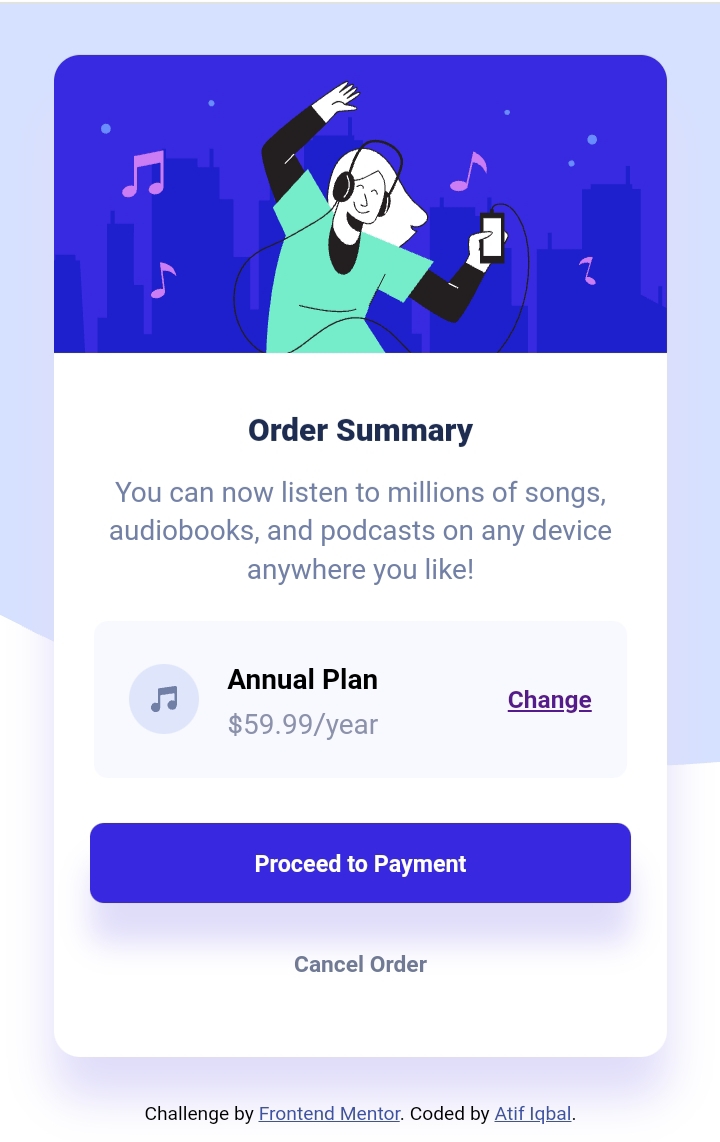 Order Summary
You can now listen to millions of songs,
audiobooks, and podcasts on any device
anywhere you like!
Annual Plan
$59.99/year
Change
Proceed to Payment
Cancel Order
Challenge by Frontend Mentor. Coded by Atif Iqbal.